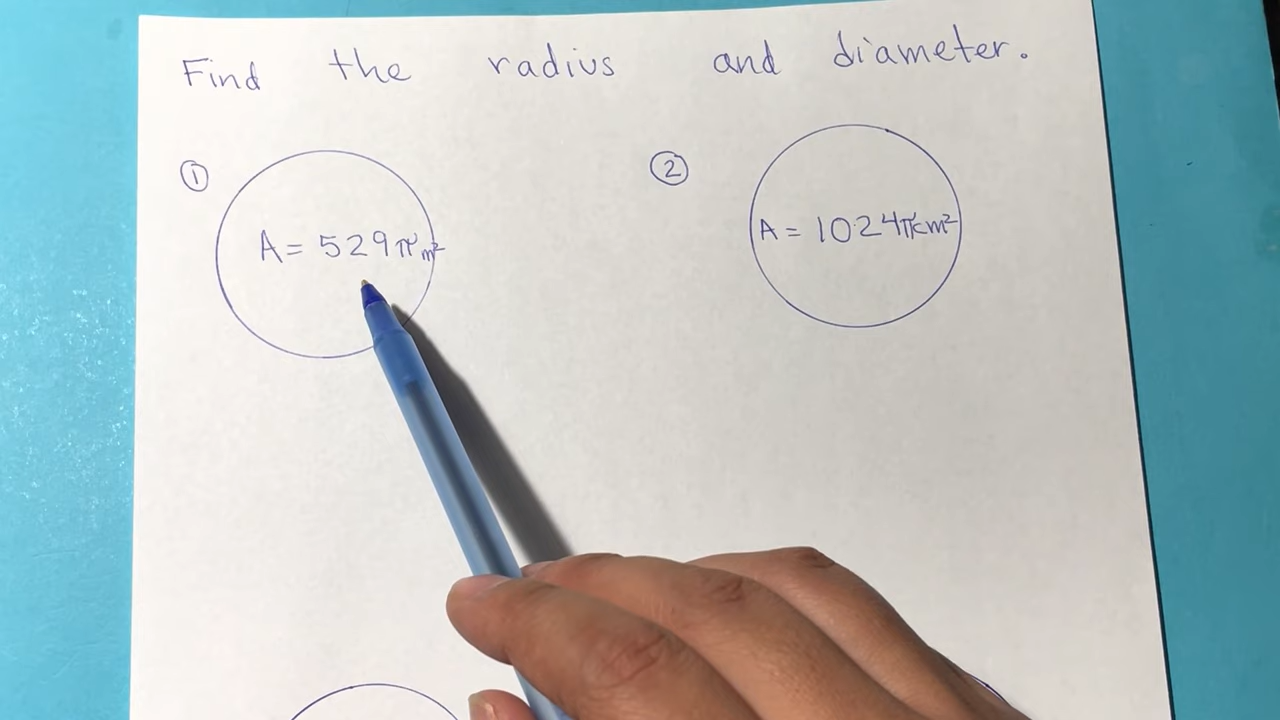 Find the radius and diameter.
① A = 529π m²
② A = 1024π cm²